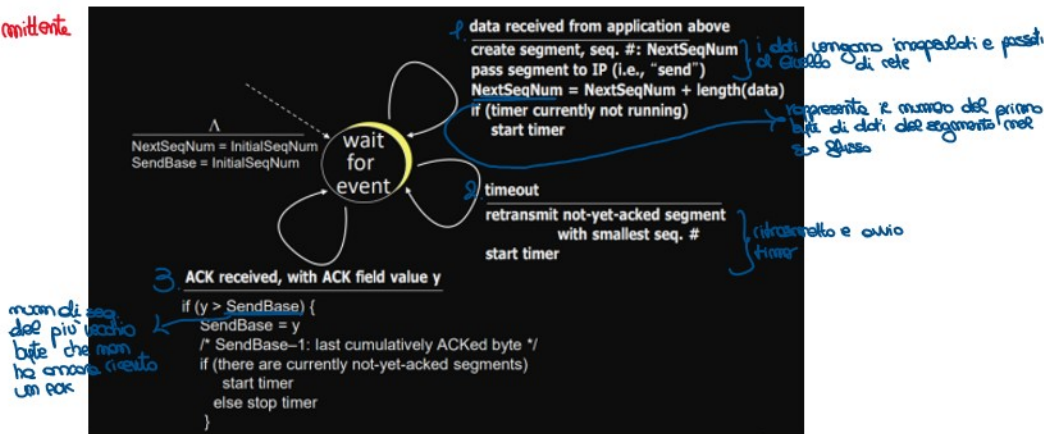 mittente
1. data received from application above
create segment, seq. #: NextSeqNum
pass segment to IP (i.e., “send”)
NextSeqNum = NextSeqNum + length(data)
if (timer currently not running)
start timer
i dati vengono incapsulati e passati
al livello di rete
rappresenta il numero del primo
byte di dati del segmento nel
suo flusso
Λ
NextSeqNum = InitialSeqNum
SendBase = InitialSeqNum
wait
for
event
2. timeout
retransmit not-yet-acked segment
with smallest seq. #
start timer
ritrasmetto e avvio
timer
3. ACK received, with ACK field value y
if (y > SendBase) {
SendBase = y
/* SendBase–1: last cumulatively ACKed byte */
if (there are currently not-yet-acked segments)
start timer
else stop timer
}
num di seq.
del più vecchio
byte che non
ha ancora ricevuto
un ACK